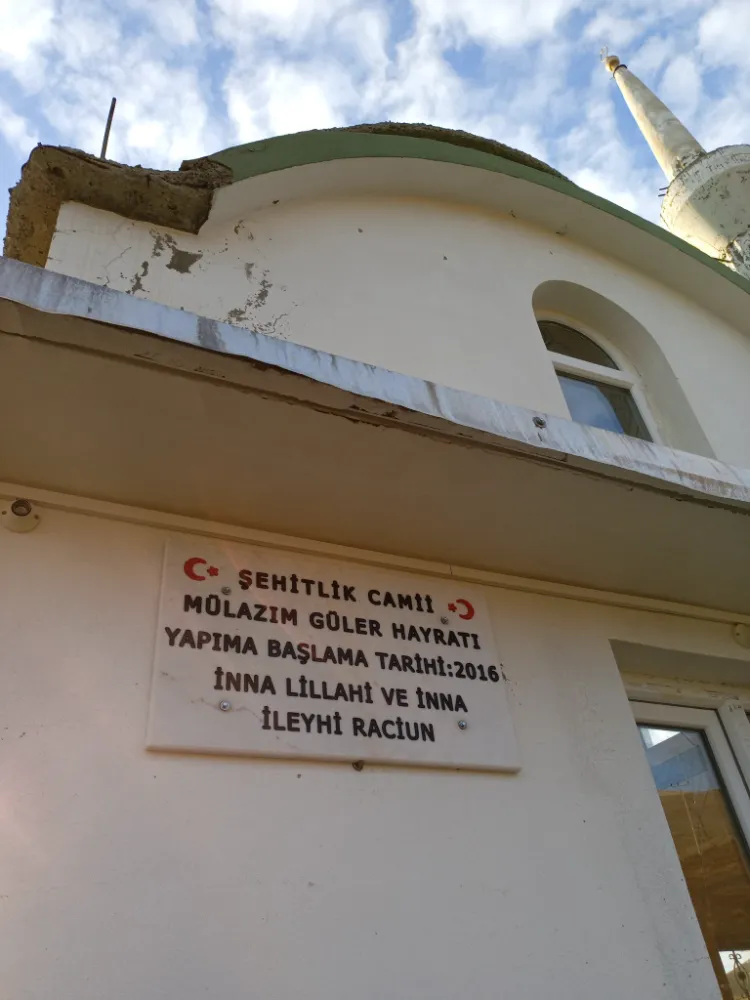 ŞEHİTLİK CAMİİ
MÜLAZIM GÜLER HAYRATI
YAPIMA BAŞLAMA TARİHİ:2016
İNNA LİLLAHİ VE İNNA
İLEYHİ RACİUN